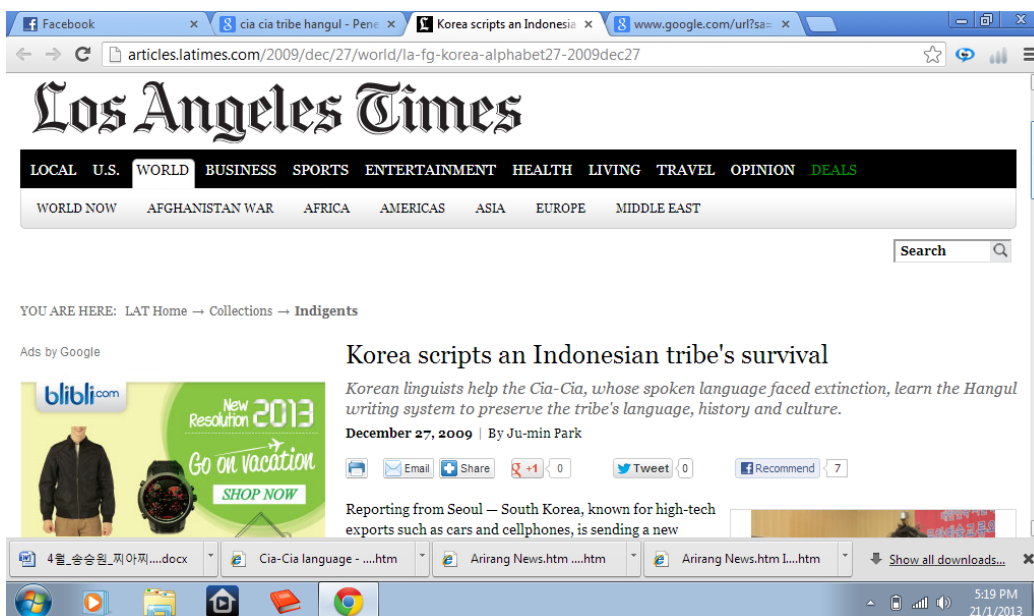 Facebook
cia cia tribe hangul - Pene
Korea scripts an Indonesia
www.google.com/url?sa=
articles.latimes.com/2009/dec/27/world/la-fg-korea-alphabet27-2009dec27
Los Angeles Times
LOCAL U.S. WORLD BUSINESS SPORTS ENTERTAINMENT HEALTH LIVING TRAVEL OPINION DEALS
WORLD NOW AFGHANISTAN WAR AFRICA AMERICAS ASIA EUROPE MIDDLE EAST
Search
YOU ARE HERE: LAT Home → Collections → Indigents
Ads by Google
blibli.com
New
Resolution 2013
Go on vacation
SHOP NOW
Korea scripts an Indonesian tribe's survival
Korean linguists help the Cia-Cia, whose spoken language faced extinction, learn the Hangul
writing system to preserve the tribe's language, history and culture.
December 27, 2009 | By Ju-min Park
Email Share +1 0 Tweet 0 Recommend 7
Reporting from Seoul — South Korea, known for high-tech
exports such as cars and cellphones, is sending a new
4월_송승원_찌아찌....docx
Cia-Cia language - ....htm
Arirang News.htm ....htm
Arirang News.htm I....htm
Show all downloads...
5:19 PM
21/1/2013